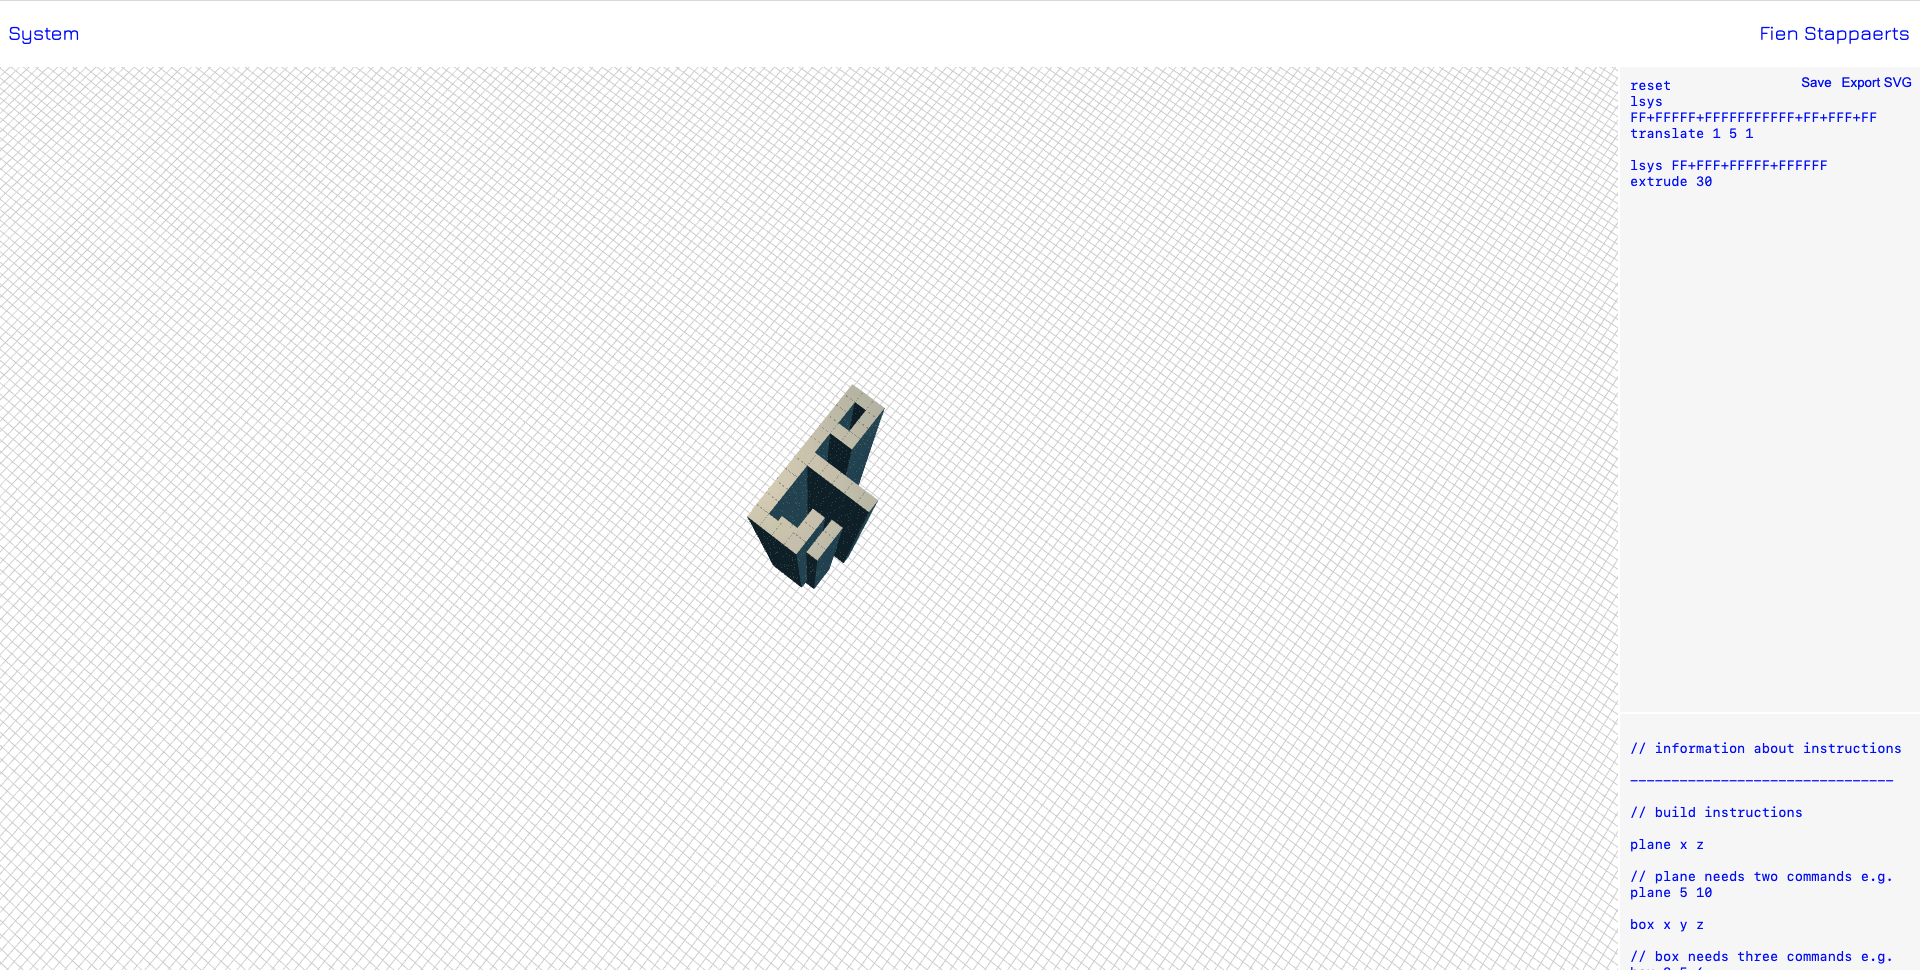 System
Fien Stappaerts
Save Export SVG
reset
lsys
FF+FFFFF+FFFFFFFFFFF+FF+FFF+FF
translate 1 5 1
lsys FF+FFF+FFFFF+FFFFFF
extrude 30
// information about instructions
--------------------------------
// build instructions
plane x z
// plane needs two commands e.g.
plane 5 10
box x y z
// box needs three commands e.g.